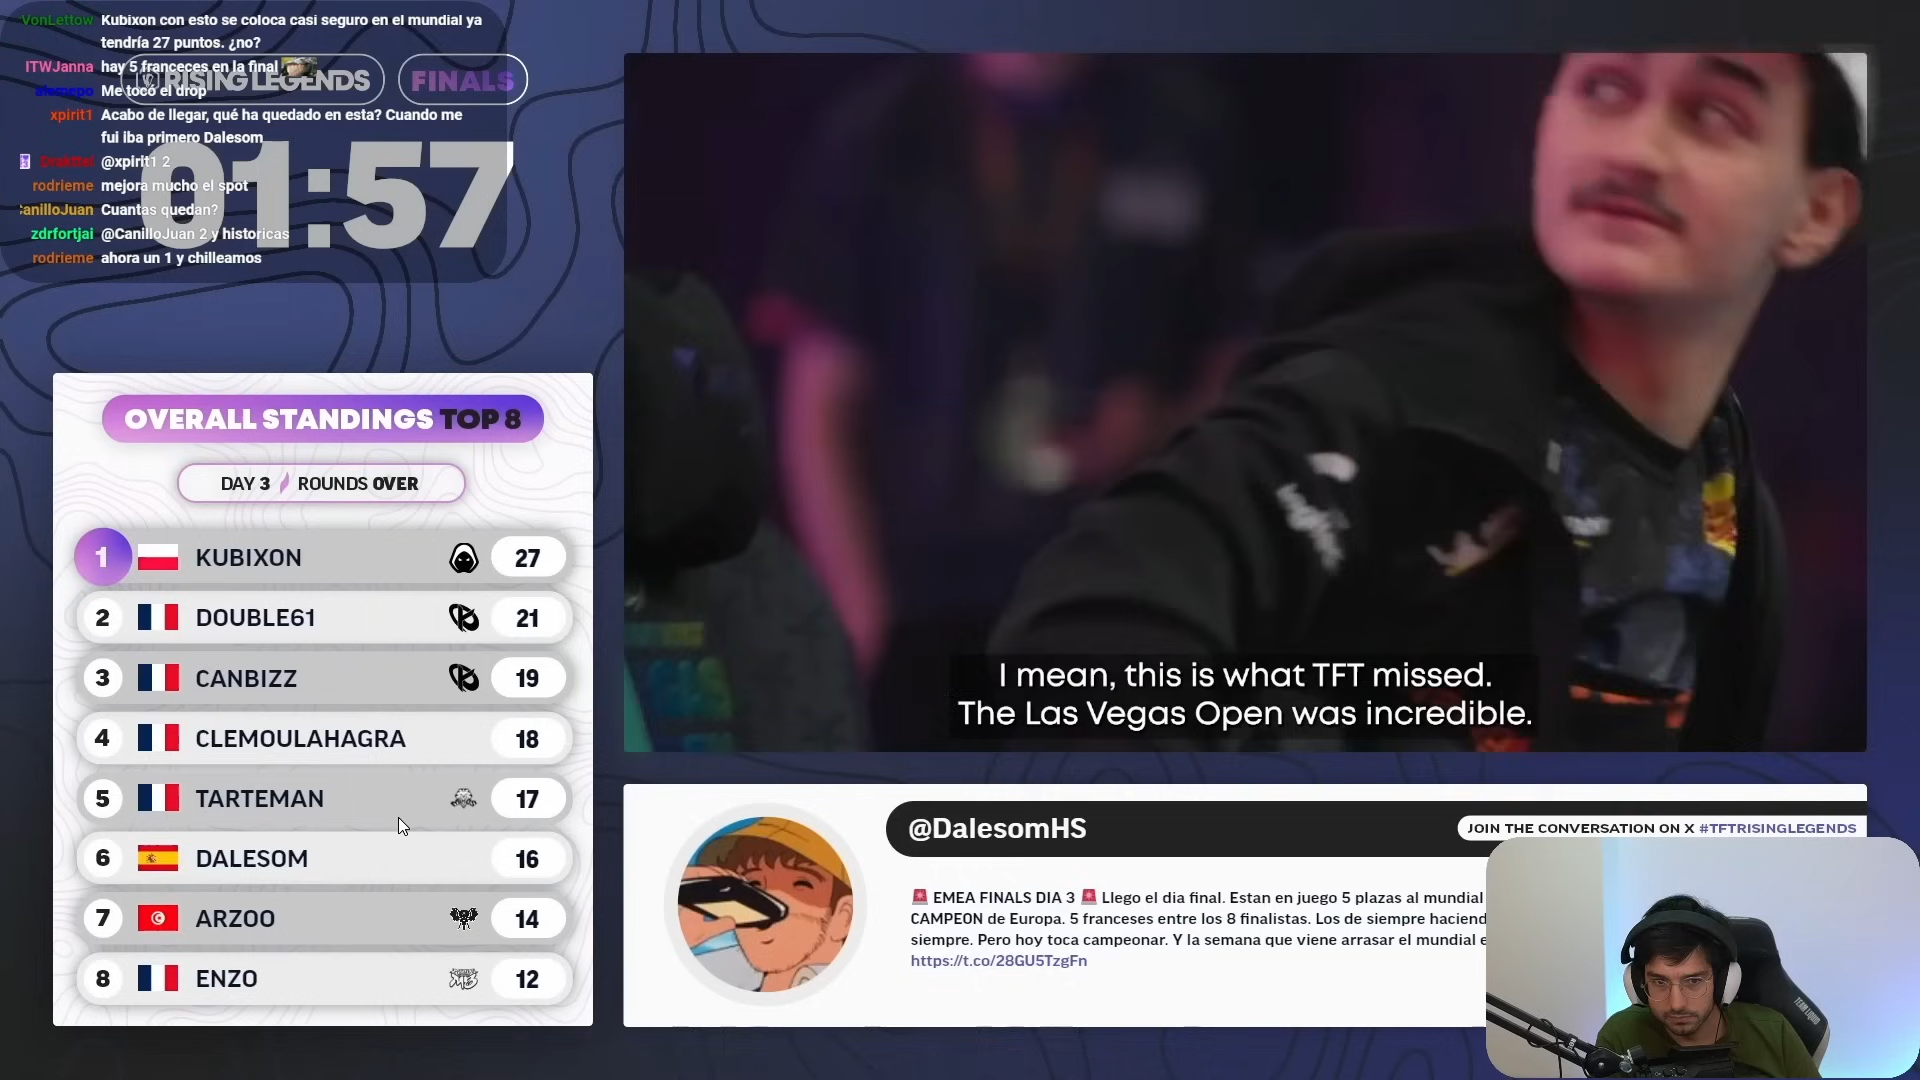 VonLettow Kubixon con esto se coloca casi seguro en el mundial ya
tendría 27 puntos. ¿no?
ITWJanna hay 5 franceces en la final
Me tocó el drop
xpirit1 Acabo de llegar, qué ha quedado en esta? Cuando me
fui iba primero Dalesom
@xpirit1 2
rodrieme mejora mucho el spot
CanilloJuan Cuantas quedan?
zdrfortjai @CanilloJuan 2 y historicas
rodrieme ahora un 1 y chilleamos
RISING LEGENDS
FINALS
01:57
OVERALL STANDINGS TOP 8
DAY 3 ROUNDS OVER
1 KUBIXON 27
2 DOUBLE61 21
3 CANBIZZ 19
4 CLEMOULAHAGRA 18
5 TARTEMAN 17
6 DALESOM 16
7 ARZOO 14
8 ENZO 12
I mean, this is what TFT missed.
The Las Vegas Open was incredible.
@DalesomHS
JOIN THE CONVERSATION ON X #TFTRISINGLEGENDS
🚨 EMEA FINALS DIA 3 🚨 Llego el dia final. Estan en juego 5 plazas al mundial
CAMPEON de Europa. 5 franceses entre los 8 finalistas. Los de siempre haciend
siempre. Pero hoy toca campeonar. Y la semana que viene arrasar el mundial e
https://t.co/28GU5TzgFn
TEAM LIQUID